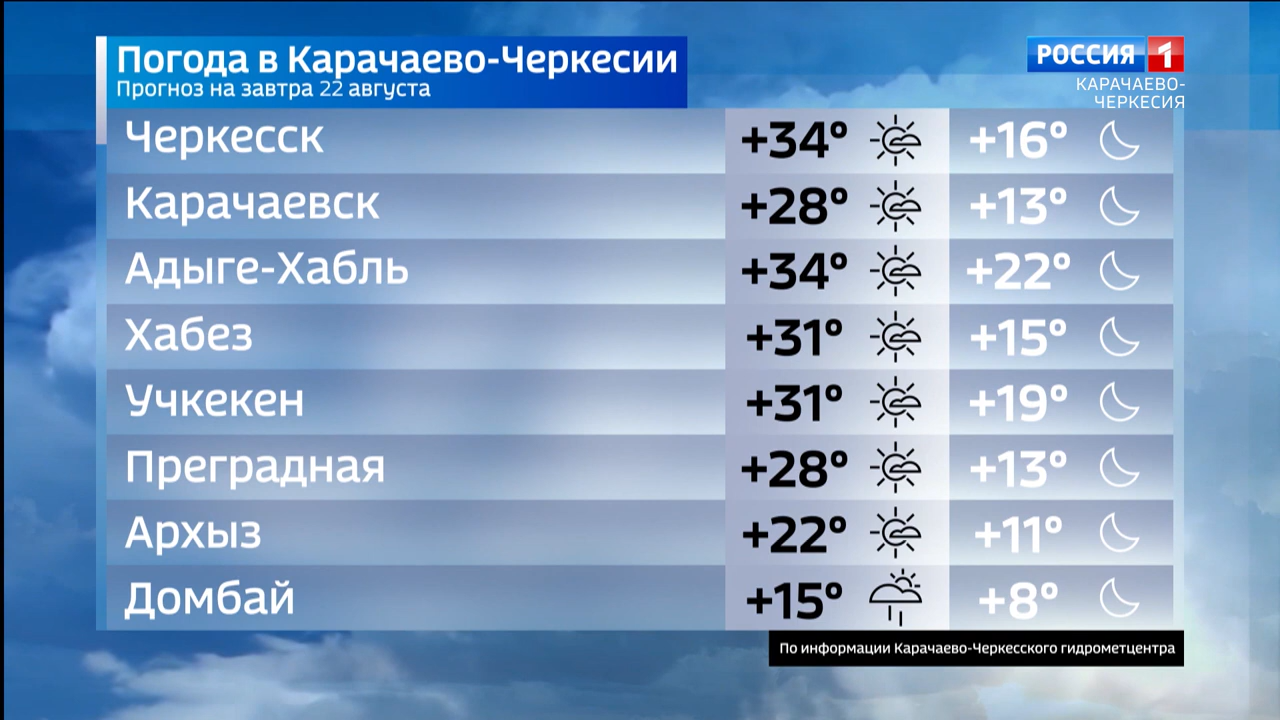 Погода в Карачаево-Черкесии
Прогноз на завтра 22 августа
РОССИЯ 1
КАРАЧАЕВО-
ЧЕРКЕСИЯ
Черкесск +34° +16°
Карачаевск +28° +13°
Адыге-Хабль +34° +22°
Хабез +31° +15°
Учкекен +31° +19°
Преградная +28° +13°
Архыз +22° +11°
Домбай +15° +8°
По информации Карачаево-Черкесского гидрометцентра